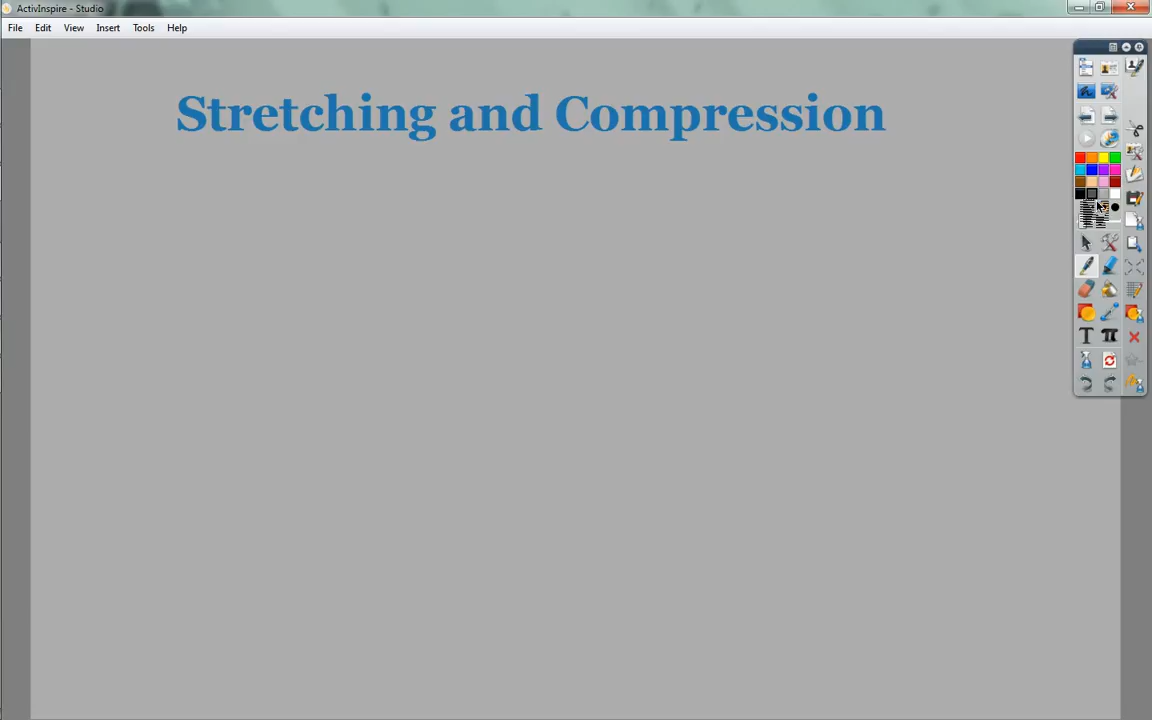 ActivInspire - Studio
File Edit View Insert Tools Help
Stretching and Compression